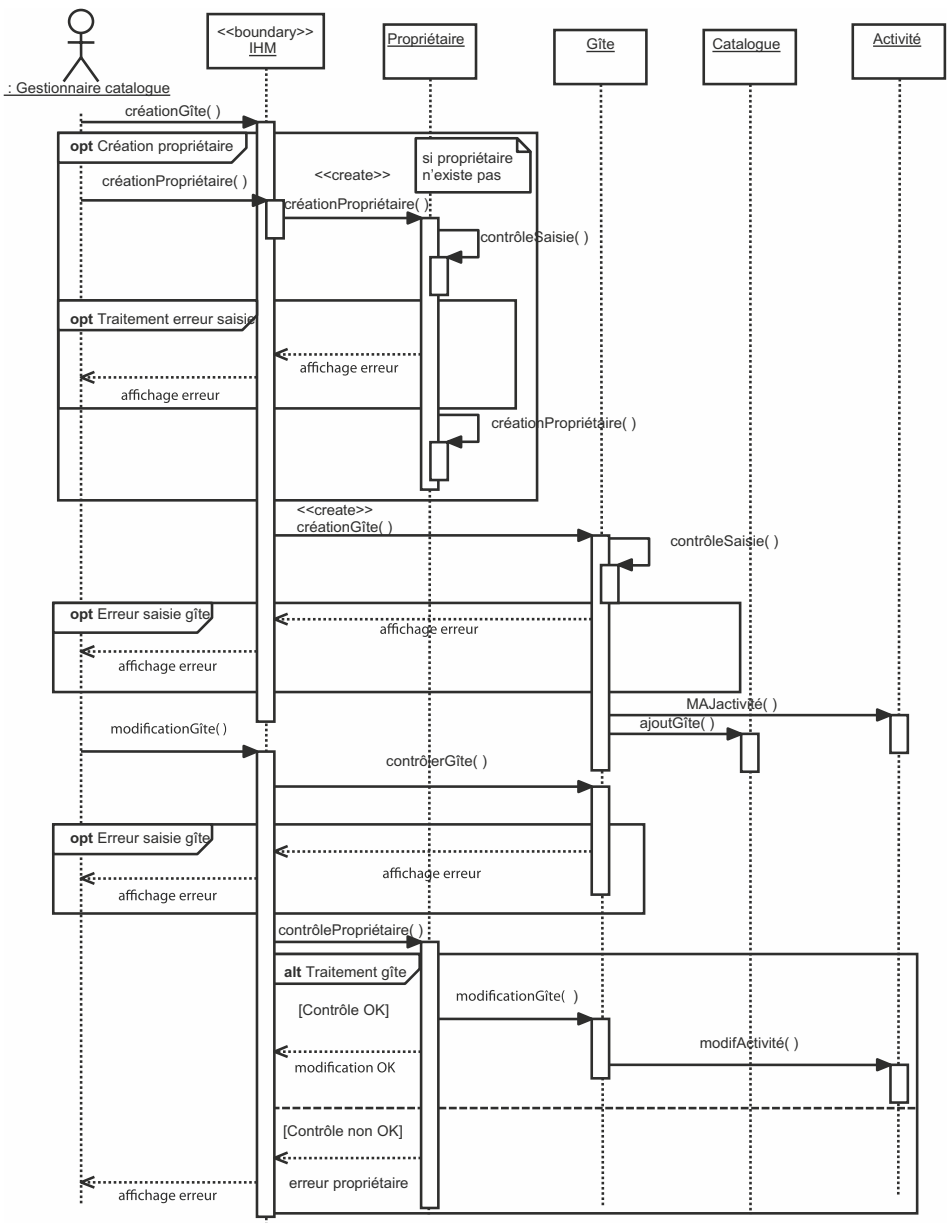 <<boundary>>
IHM
Propriétaire
Gîte
Catalogue
Activité
: Gestionnaire catalogue
créationGîte( )
opt Création propriétaire
si propriétaire
n'existe pas
créationPropriétaire( )
<<create>>
créationPropriétaire( )
contrôleSaisie( )
opt Traitement erreur saisie
affichage erreur
affichage erreur
créationPropriétaire( )
<<create>>
créationGîte( )
contrôleSaisie( )
opt Erreur saisie gîte
affichage erreur
affichage erreur
MAJactivité( )
ajoutGîte( )
modificationGîte( )
contrôlerGîte( )
opt Erreur saisie gîte
affichage erreur
affichage erreur
contrôlePropriétaire( )
alt Traitement gîte
[Contrôle OK]
modificationGîte( )
modifActivité( )
modification OK
[Contrôle non OK]
erreur propriétaire
affichage erreur